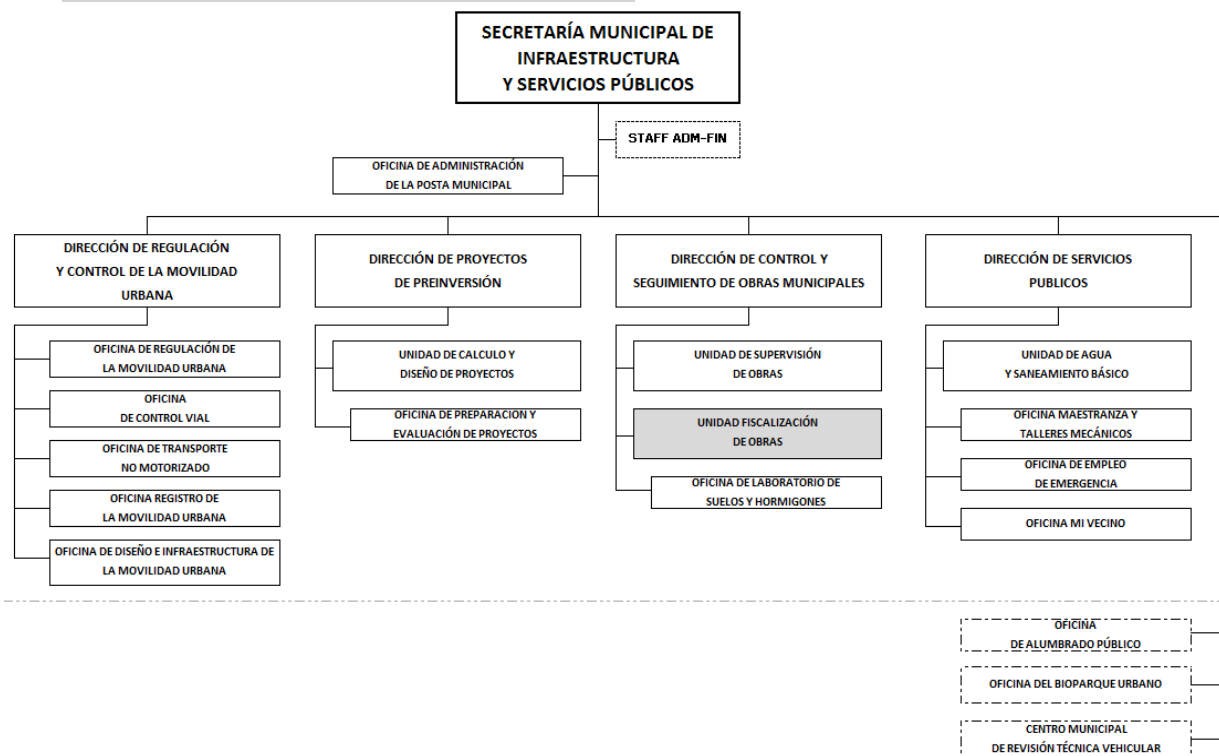 SECRETARÍA MUNICIPAL DE
INFRAESTRUCTURA
Y SERVICIOS PÚBLICOS
STAFF ADM-FIN
OFICINA DE ADMINISTRACIÓN
DE LA POSTA MUNICIPAL
DIRECCIÓN DE REGULACIÓN
Y CONTROL DE LA MOVILIDAD
URBANA
OFICINA DE REGULACIÓN DE
LA MOVILIDAD URBANA
OFICINA
DE CONTROL VIAL
OFICINA DE TRANSPORTE
NO MOTORIZADO
OFICINA REGISTRO DE
LA MOVILIDAD URBANA
OFICINA DE DISEÑO E INFRAESTRUCTURA DE
LA MOVILIDAD URBANA
DIRECCIÓN DE PROYECTOS
DE PREINVERSIÓN
UNIDAD DE CALCULO Y
DISEÑO DE PROYECTOS
OFICINA DE PREPARACION Y
EVALUACIÓN DE PROYECTOS
DIRECCIÓN DE CONTROL Y
SEGUIMIENTO DE OBRAS MUNICIPALES
UNIDAD DE SUPERVISIÓN
DE OBRAS
UNIDAD FISCALIZACIÓN
DE OBRAS
OFICINA DE LABORATORIO DE
SUELOS Y HORMIGONES
DIRECCIÓN DE SERVICIOS
PUBLICOS
UNIDAD DE AGUA
Y SANEAMIENTO BÁSICO
OFICINA MAESTRANZA Y
TALLERES MECÁNICOS
OFICINA DE EMPLEO
DE EMERGENCIA
OFICINA MI VECINO
OFICINA
DE ALUMBRADO PÚBLICO
OFICINA DEL BIOPARQUE URBANO
CENTRO MUNICIPAL
DE REVISIÓN TÉCNICA VEHICULAR